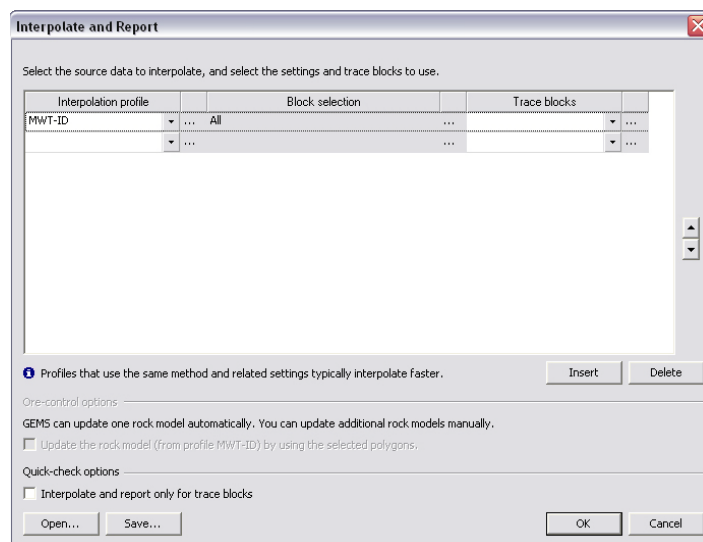 Interpolate and Report
Select the source data to interpolate, and select the settings and trace blocks to use.
Interpolation profile Block selection Trace blocks
MWT-ID ... All ... ...
... ... ...
Profiles that use the same method and related settings typically interpolate faster.
Insert Delete
Ore-control options
GEMS can update one rock model automatically. You can update additional rock models manually.
Update the rock model (from profile MWT-ID) by using the selected polygons.
Quick-check options
Interpolate and report only for trace blocks
Open... Save... OK Cancel